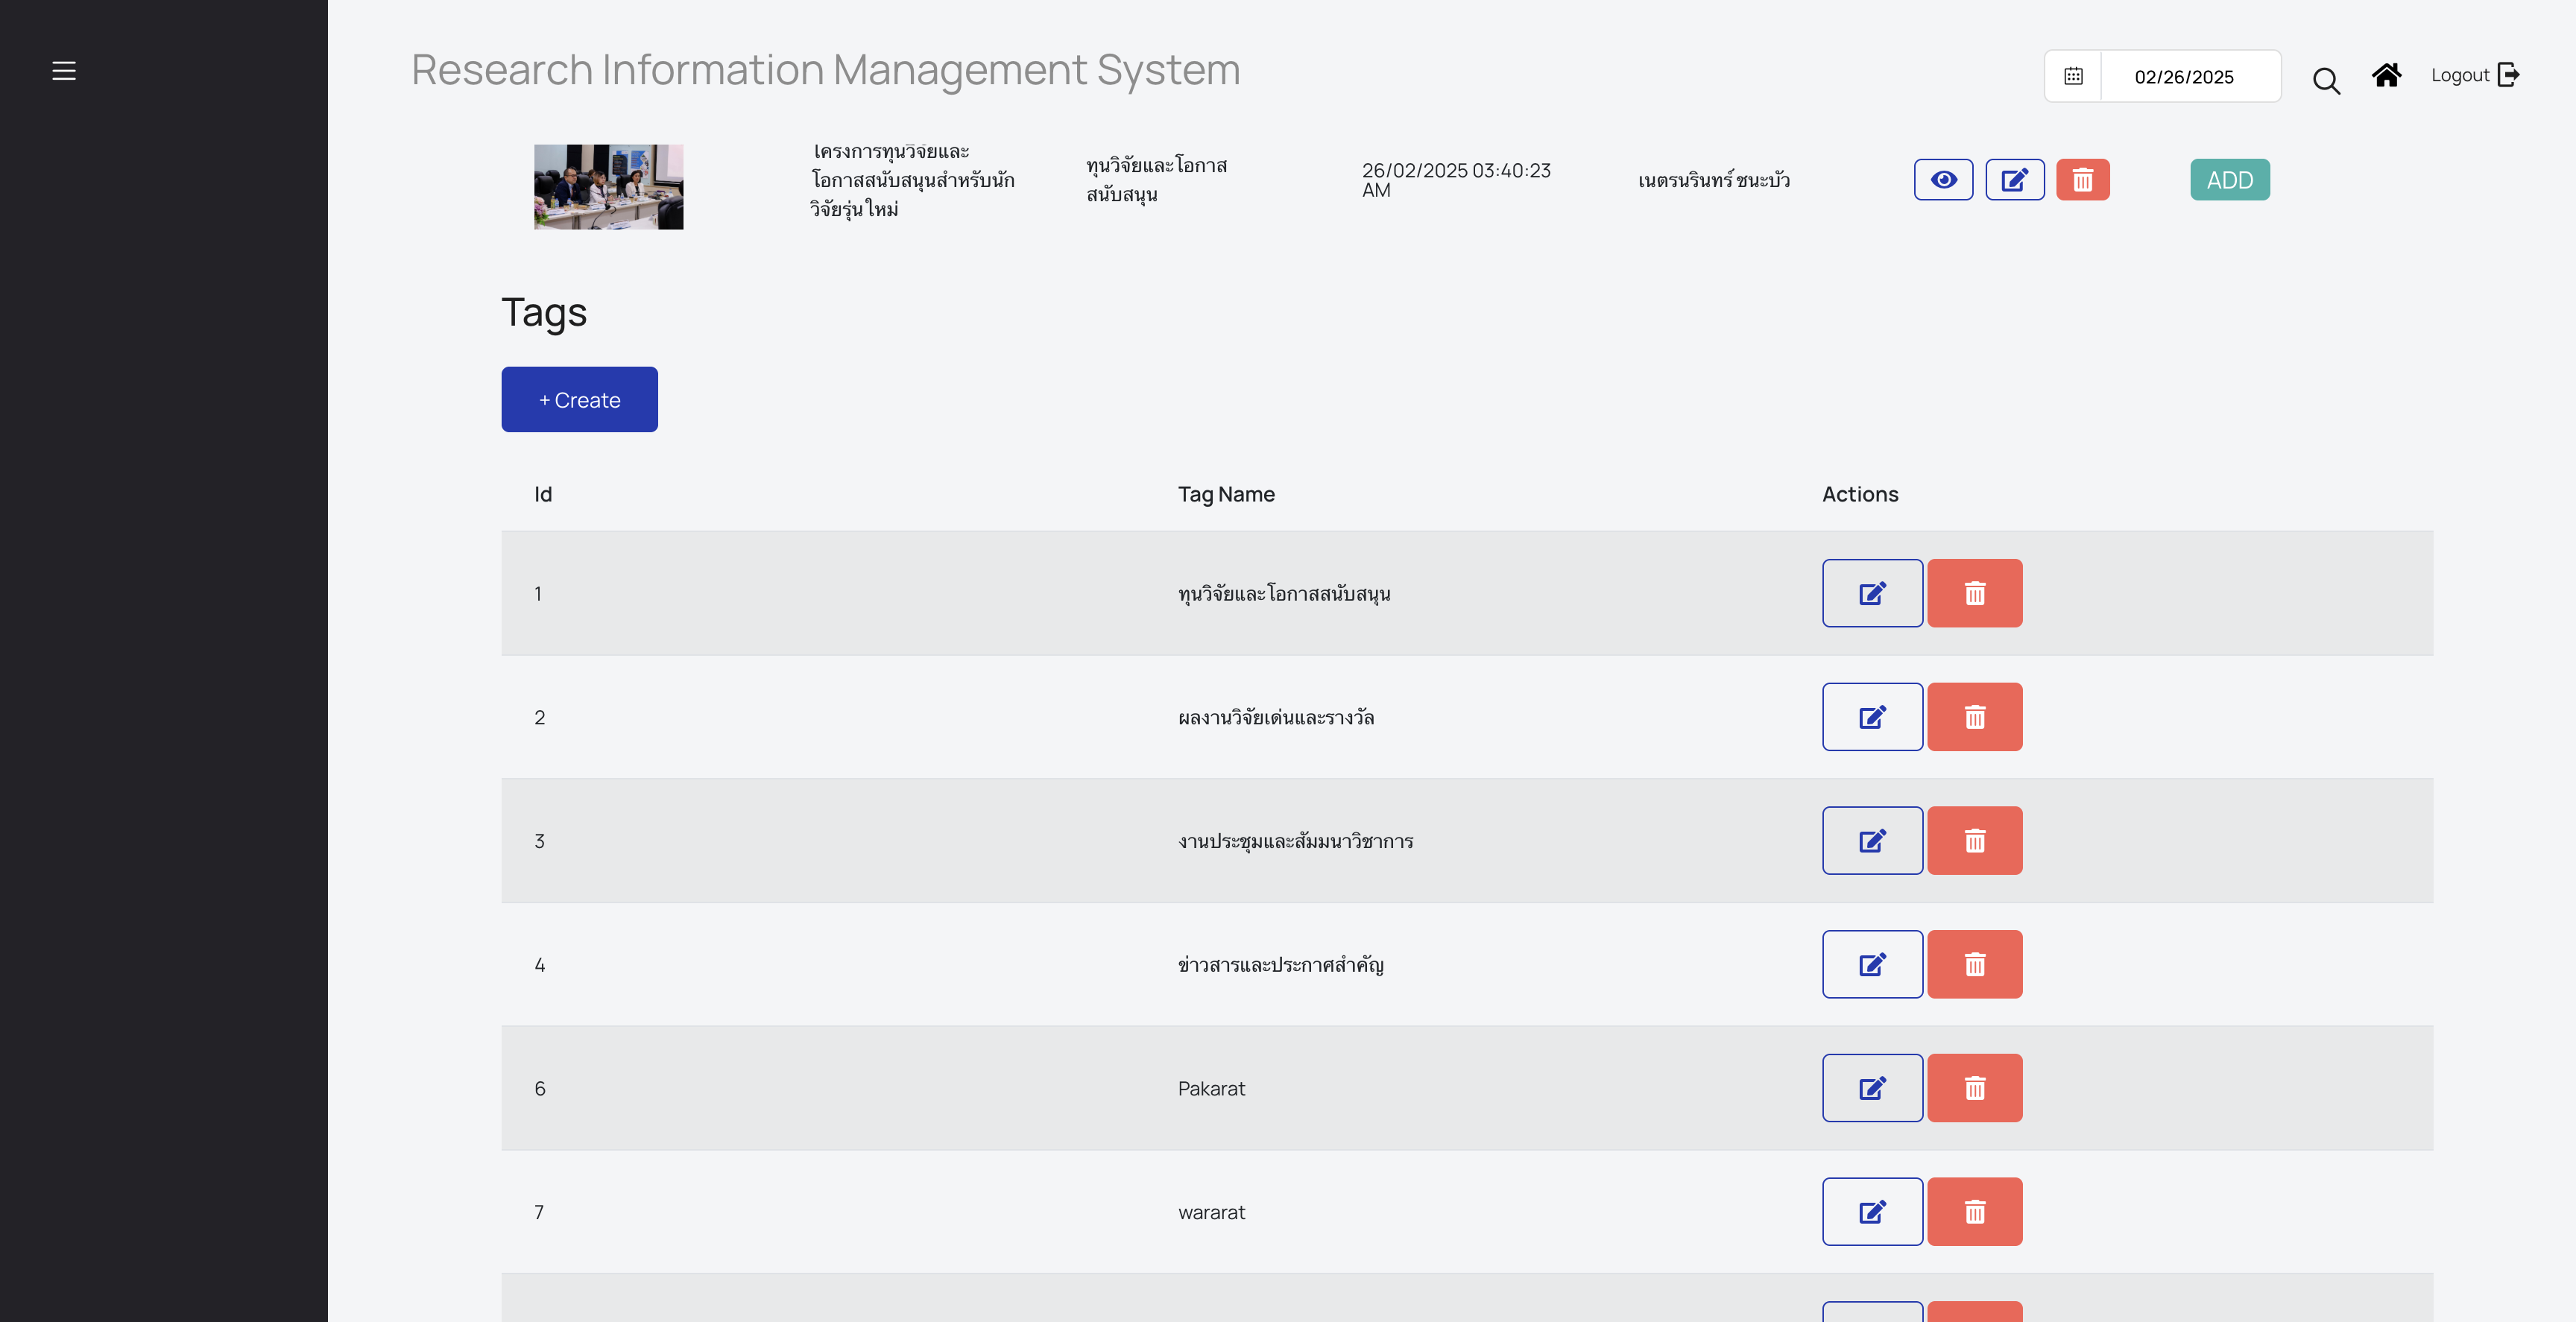 Research Information Management System
02/26/2025
Logout
โครงการทุนวิจัยและ
โอกาสสนับสนุนสำหรับนัก
วิจัยรุ่นใหม่
ทุนวิจัยและโอกาส
สนับสนุน
26/02/2025 03:40:23
AM
เนตรนรินทร์ ชนะบัว
ADD
Tags
+ Create
Id
Tag Name
Actions
1
ทุนวิจัยและโอกาสสนับสนุน
2
ผลงานวิจัยเด่นและรางวัล
3
งานประชุมและสัมมนาวิชาการ
4
ข่าวสารและประกาศสำคัญ
6
Pakarat
7
wararat